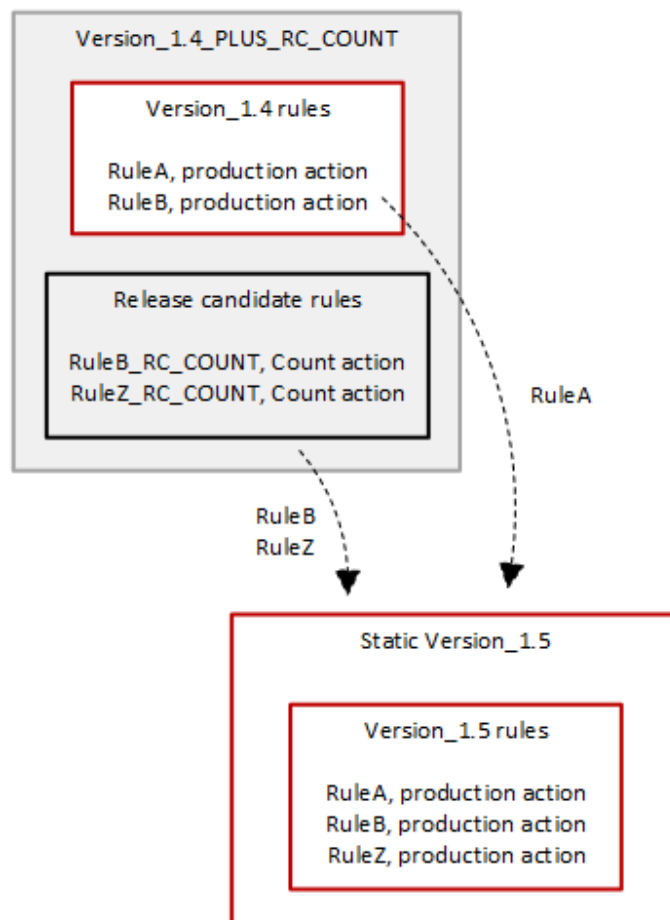 Version_1.4_PLUS_RC_COUNT
Version_1.4 rules
RuleA, production action
RuleB, production action
Release candidate rules
RuleB_RC_COUNT, Count action
RuleZ_RC_COUNT, Count action
RuleA
RuleB
RuleZ
Static Version_1.5
Version_1.5 rules
RuleA, production action
RuleB, production action
RuleZ, production action